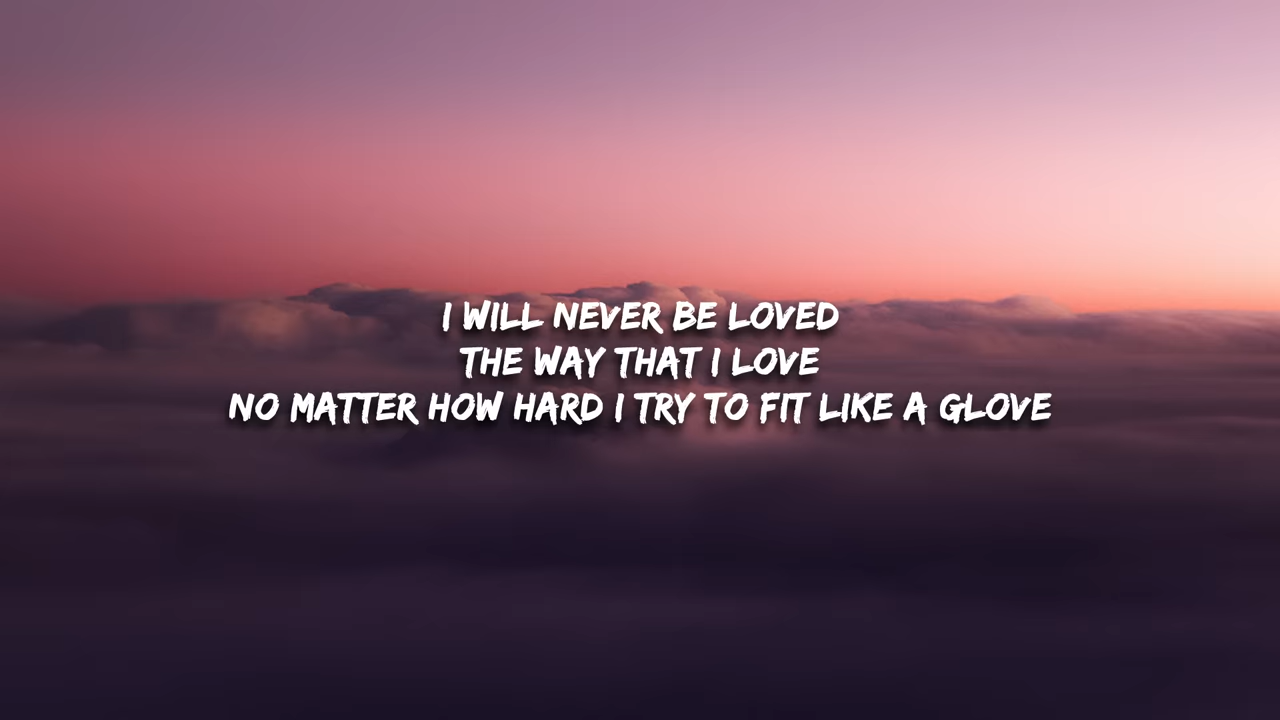 I WILL NEVER BE LOVED
THE WAY THAT I LOVE
NO MATTER HOW HARD I TRY TO FIT LIKE A GLOVE